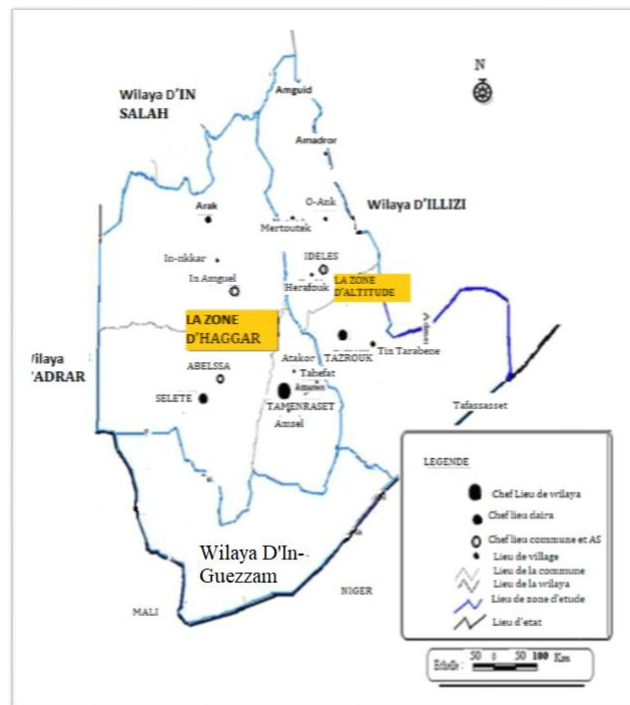 N
Wilaya D'IN
SALAH
Amguid
Amadror
O-Ank
Arak
Mertoutek
Wilaya D'ILLIZI
In-okkar
IDELES
In Amguel
Herafouk
LA ZONE
D'ALTITUDE
LA ZONE
D'HAGGAR
TAZROUK
Tin Tarabene
Wilaya
D'ADRAR
ABELSSA
Atakor
Tahefat
SELETE
TAMENRASET
Amsel
Tafassasset
Wilaya D'In-
Guezzam
MALI
NIGER
LEGENDE
Chef Lieu de wilaya
Chef lieu daira
Chef lieu commune et AS
Lieu de village
Lieu de la commune
Lieu de la wilaya
Lieu de zone d'etude
Lieu d'etat
Echelle : 50 0 50 100 Km